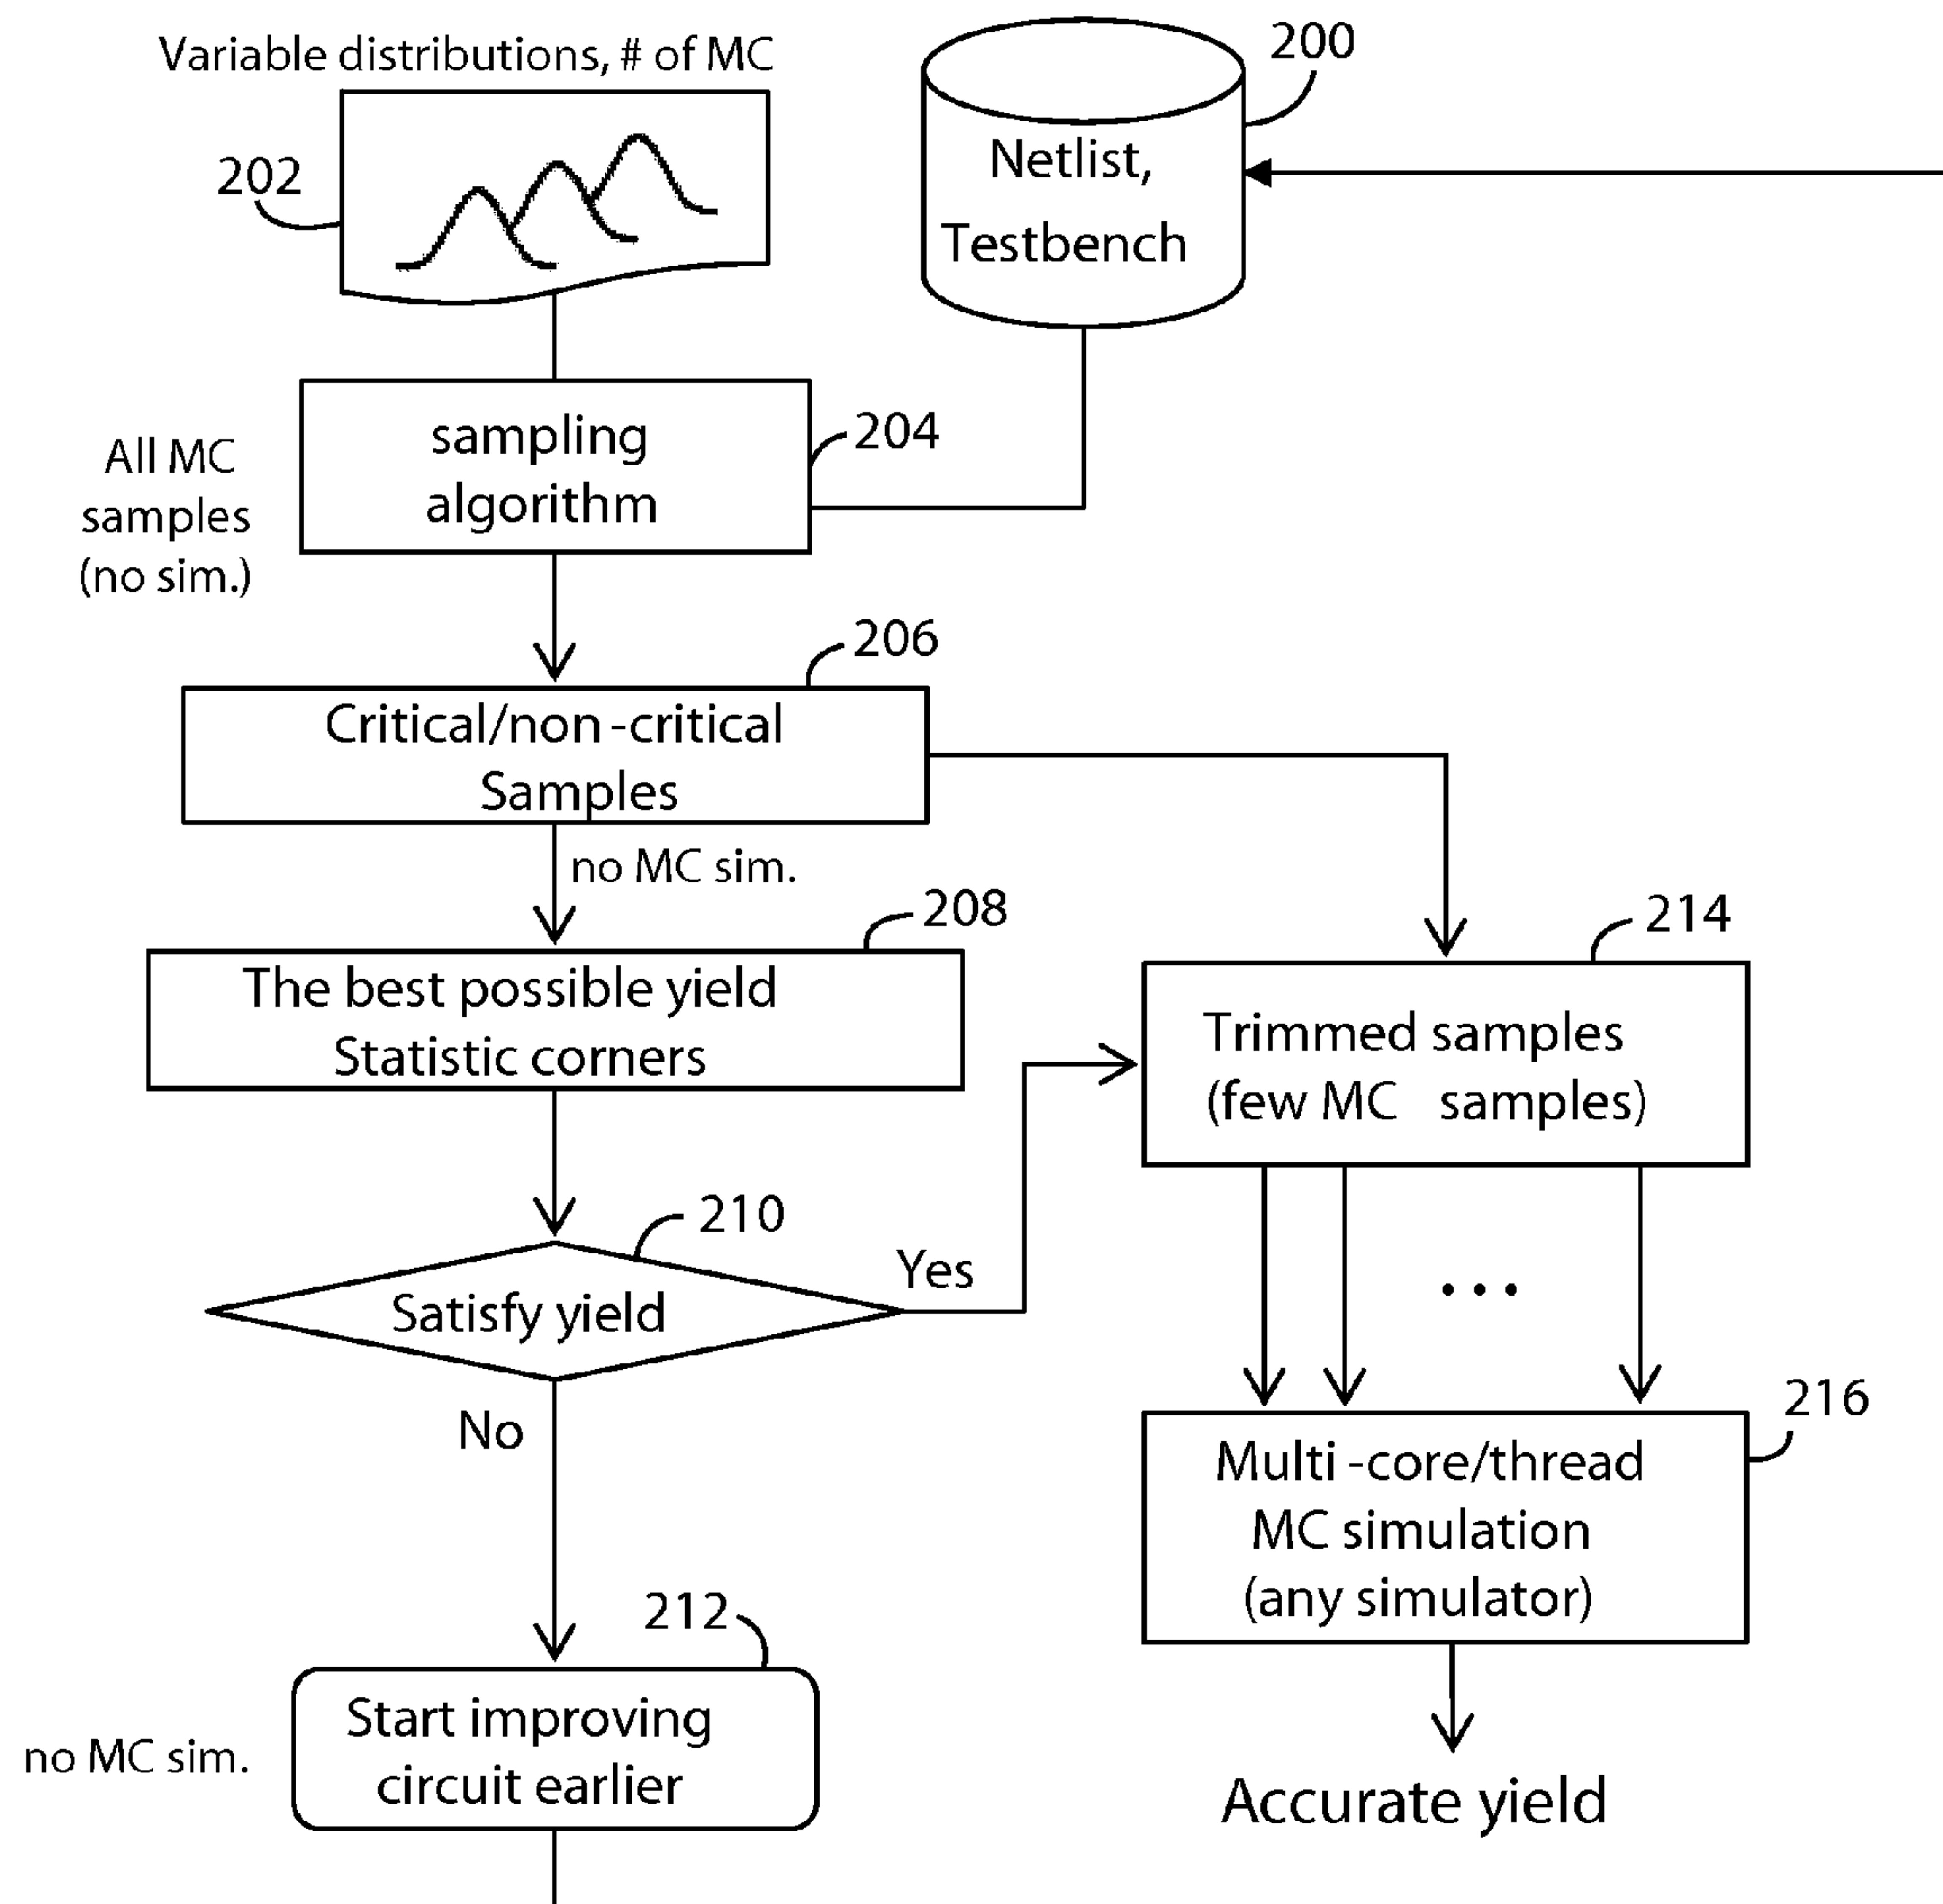 Variable distributions, # of MC
200
202
Netlist,
Testbench
sampling
algorithm
204
All MC
samples
(no sim.)
206
Critical/non-critical
Samples
no MC sim.
208
The best possible yield
Statistic corners
214
Trimmed samples
(few MC samples)
210
Satisfy yield
Yes
No
...
216
Multi-core/thread
MC simulation
(any simulator)
212
Start improving
circuit earlier
no MC sim.
Accurate yield